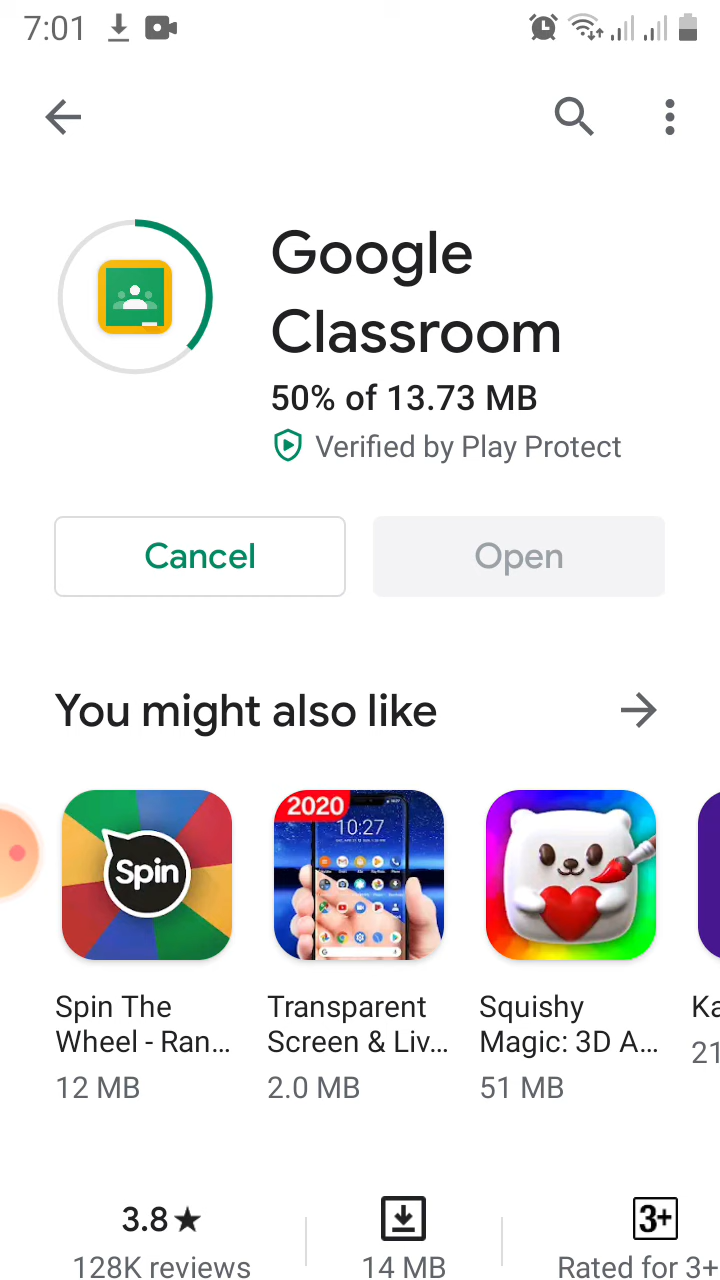 7:01
Google
Classroom
50% of 13.73 MB
Verified by Play Protect
Cancel
Open
You might also like
Spin
2020
10:27
Spin The
Wheel - Ran...
12 MB
Transparent
Screen & Liv...
2.0 MB
Squishy
Magic: 3D A...
51 MB
Ka
21
3.8★
128K reviews
14 MB
3+
Rated for 3+